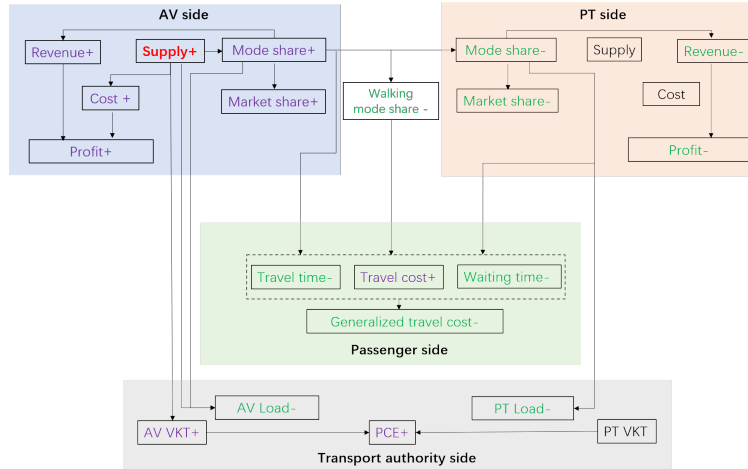 AV side
PT side
Revenue+
Supply+
Mode share+
Mode share-
Supply
Revenue-
Cost +
Market share+
Walking
mode share -
Market share-
Cost
Profit+
Profit-
Travel time-
Travel cost+
Waiting time-
Generalized travel cost-
Passenger side
AV Load-
PT Load-
AV VKT+
PCE+
PT VKT
Transport authority side